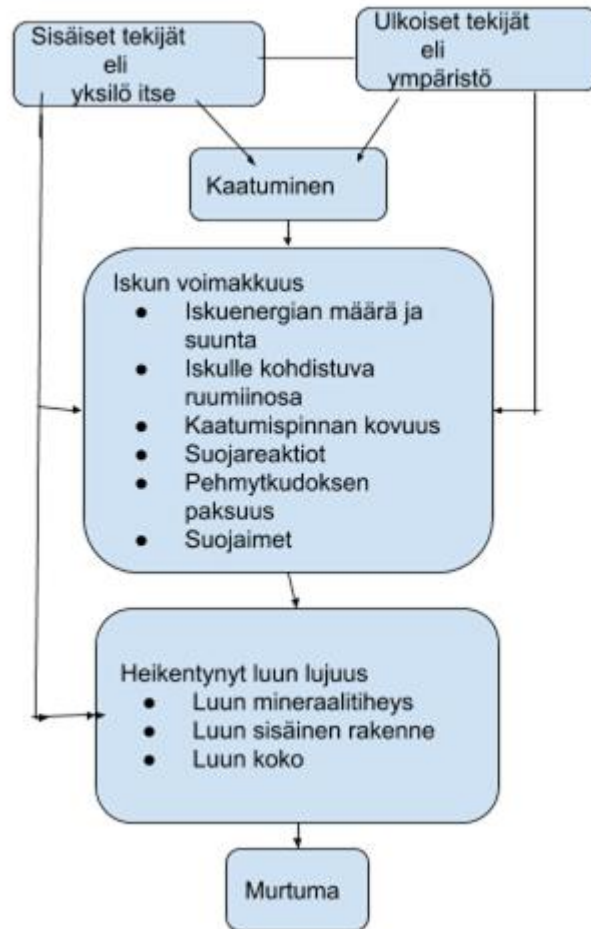 Sisäiset tekijät
eli
yksilö itse
Ulkoiset tekijät
eli
ympäristö
Kaatuminen
Iskun voimakkuus
● Iskuenergian määrä ja
suunta
● Iskulle kohdistuva
ruumiinosa
● Kaatumispinnan kovuus
● Suojareaktiot
● Pehmytkudoksen
paksuus
● Suojaimet
Heikentynyt luun lujuus
● Luun mineraalitiheys
● Luun sisäinen rakenne
● Luun koko
Murtuma